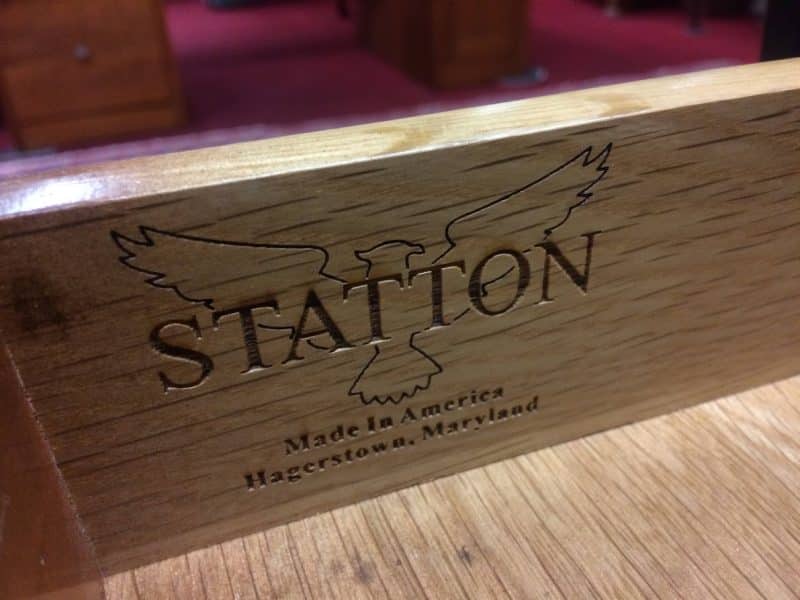 STATTON
Made In America
Hagerstown, Maryland